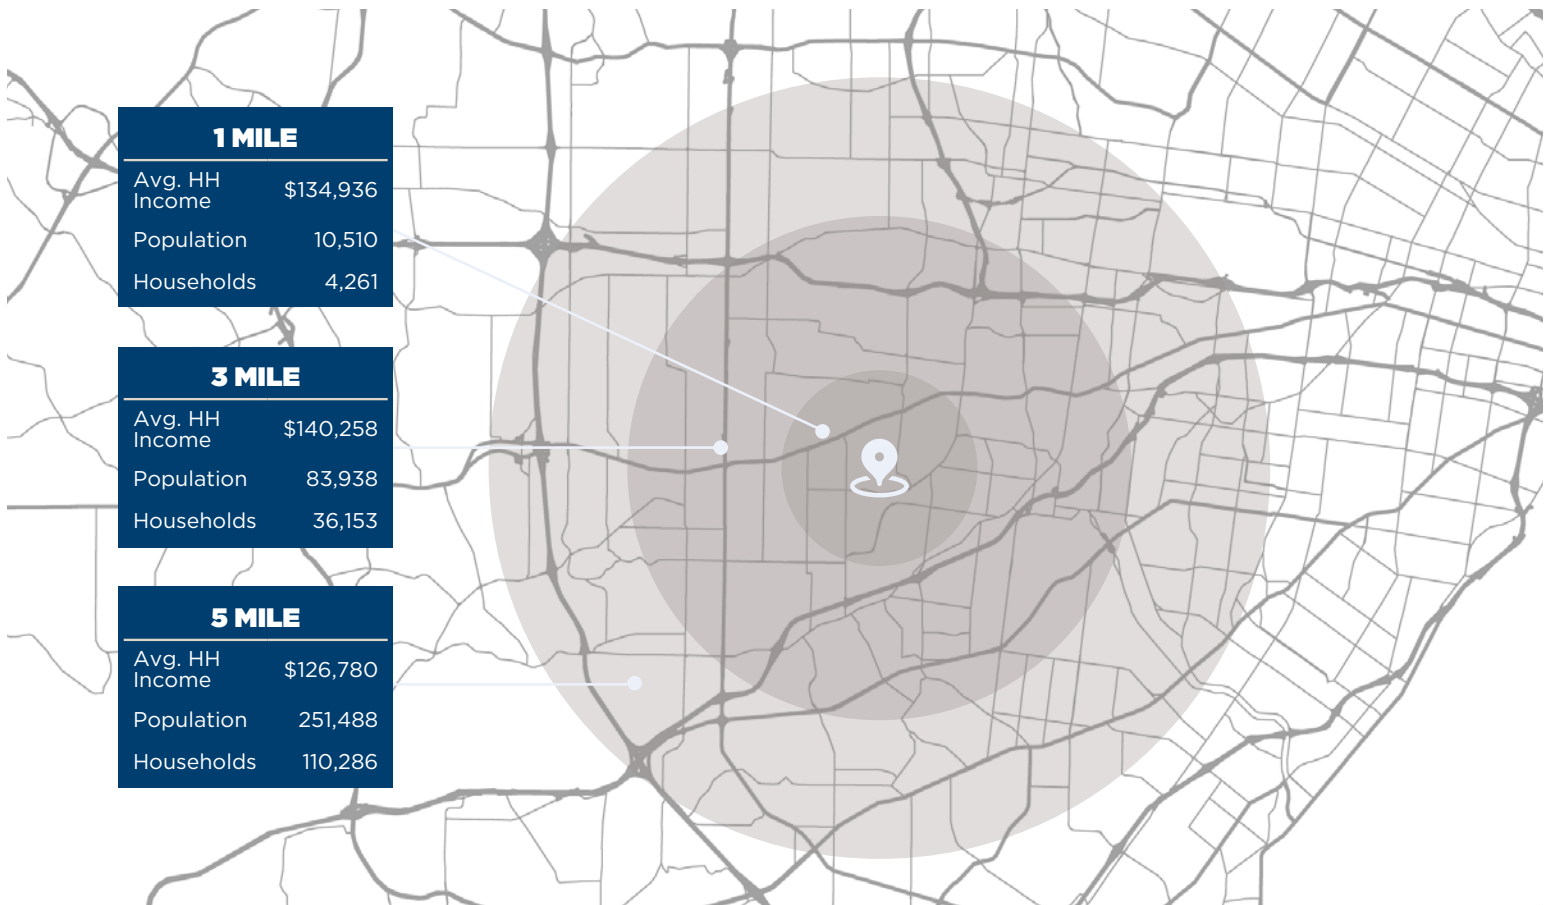 1 MILE
Avg. HH
Income
$134,936
Population 10,510
Households 4,261
3 MILE
Avg. HH
Income
$140,258
Population 83,938
Households 36,153
5 MILE
Avg. HH
Income
$126,780
Population 251,488
Households 110,286